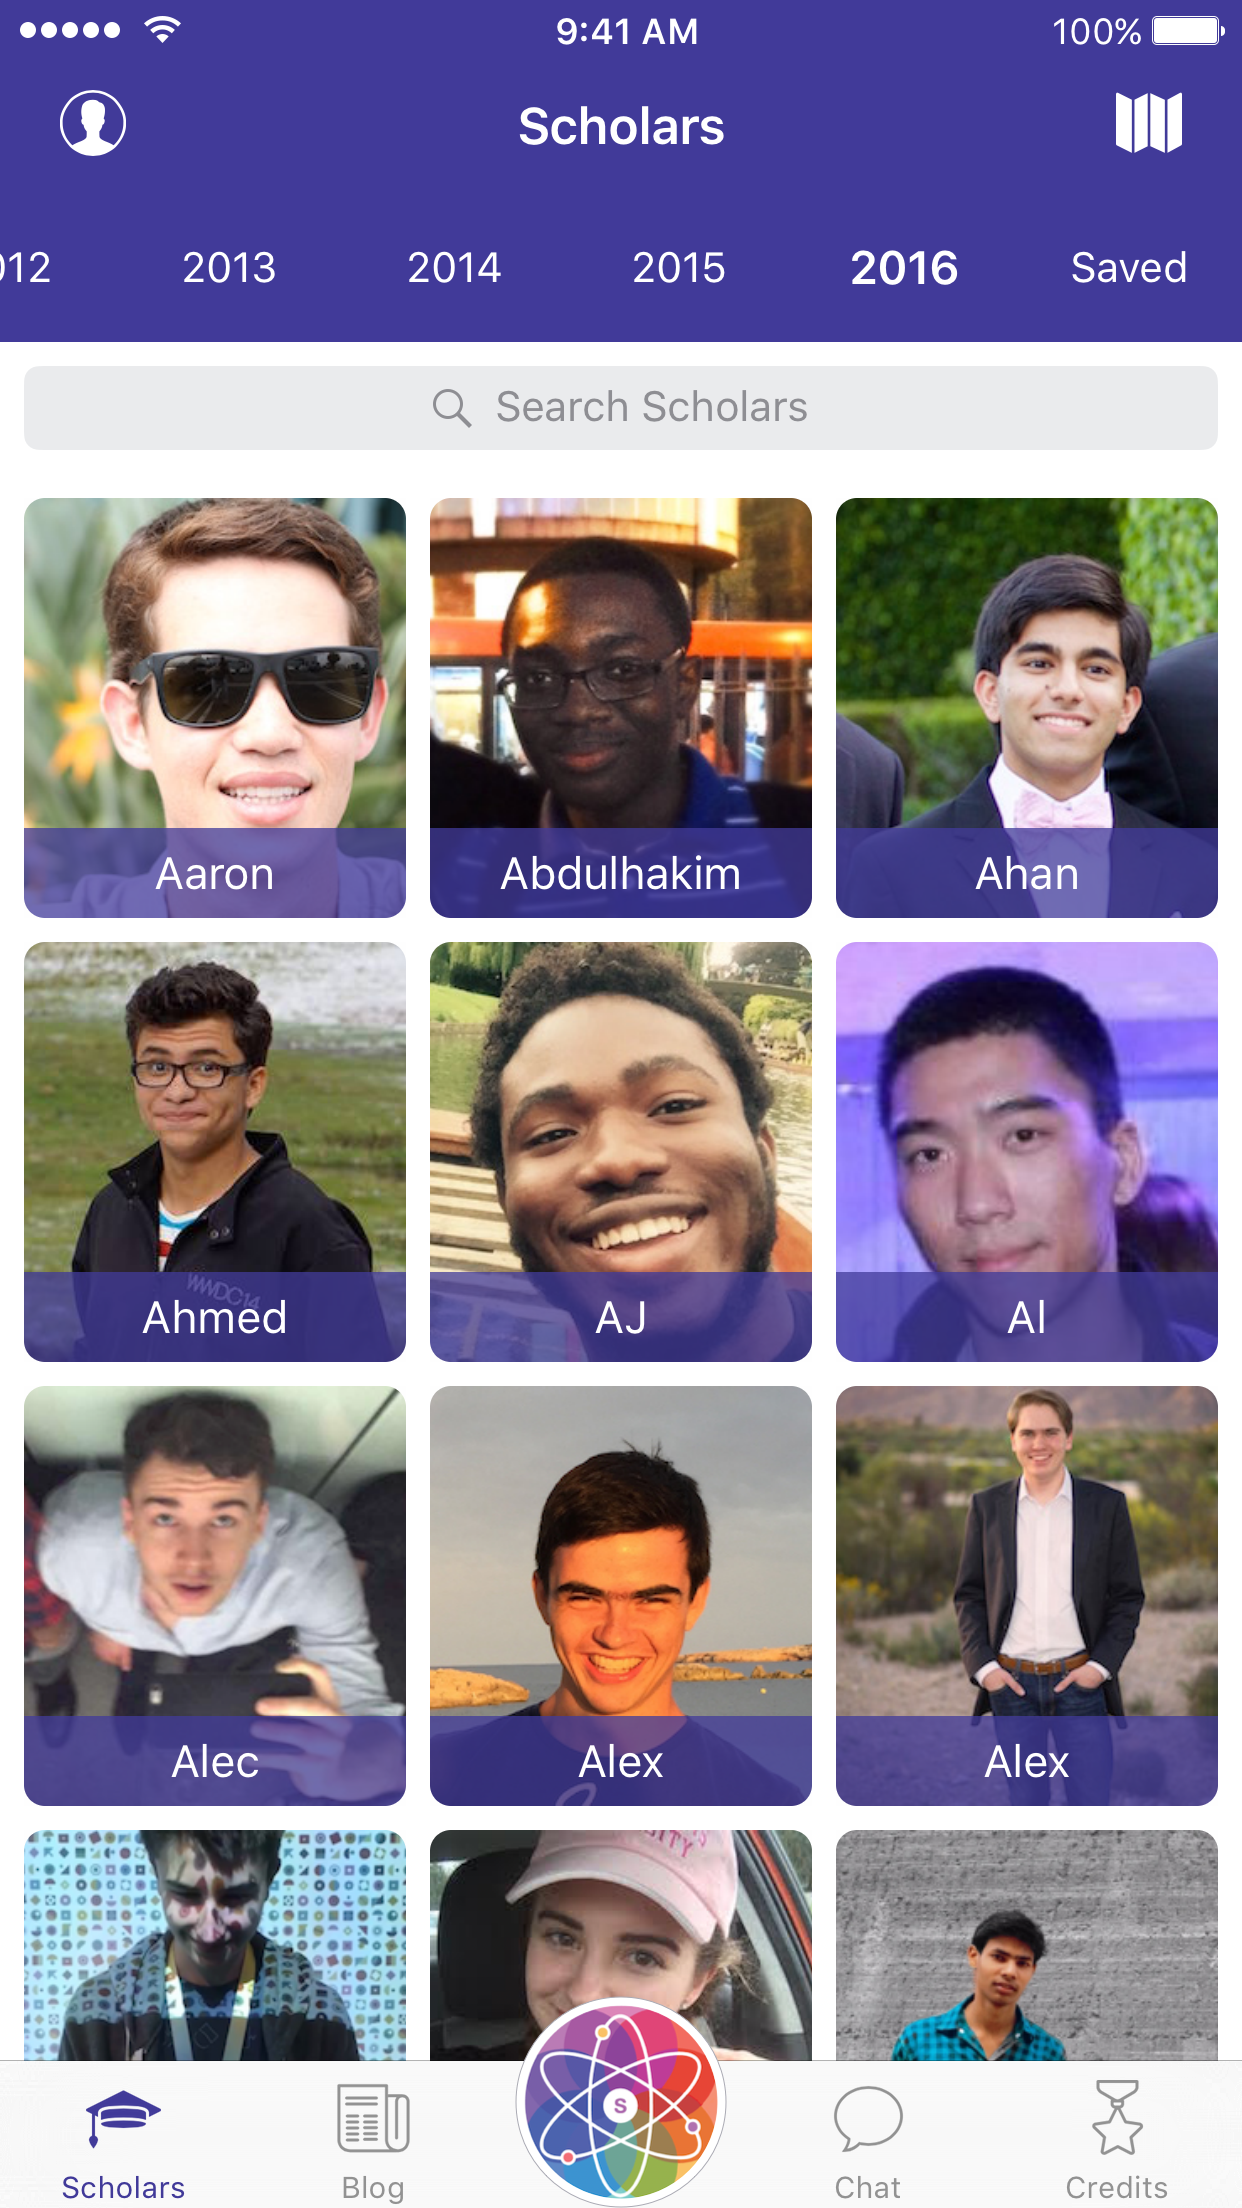 9:41 AM
100%
Scholars
012 2013 2014 2015 2016 Saved
Search Scholars
Aaron Abdulhakim Ahan
WWDC14
Ahmed AJ Al
Alec Alex Alex
S
Scholars Blog Chat Credits